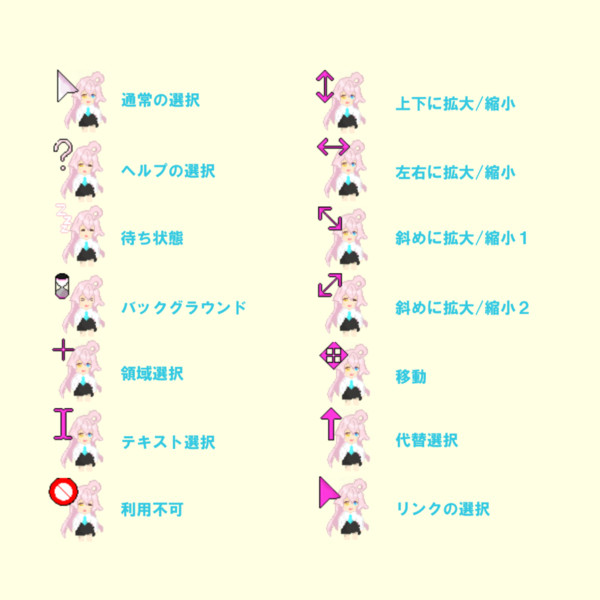 通常の選択
ヘルプの選択
待ち状態
バックグラウンド
領域選択
テキスト選択
利用不可
上下に拡大/縮小
左右に拡大/縮小
斜めに拡大/縮小1
斜めに拡大/縮小2
移動
代替選択
リンクの選択